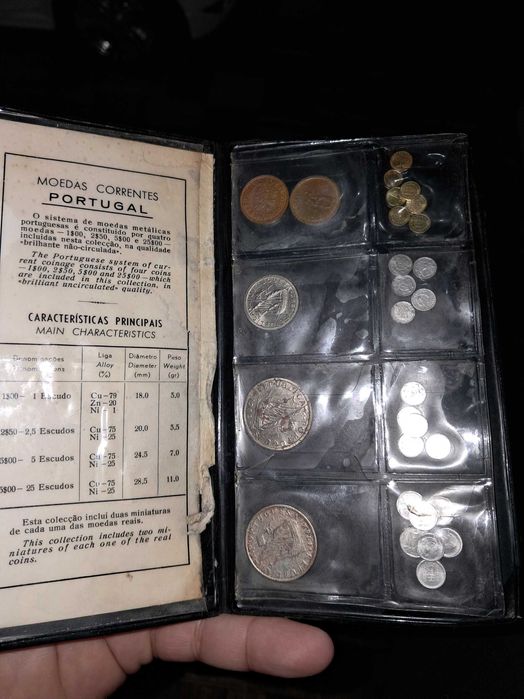 MOEDAS CORRENTES
PORTUGAL
O sistema de moedas metálicas
portuguesas é constituído por quatro
moedas — 1$00, 2$50, 5$00 e 25$00 —
incluídas nesta colecção, na qualidade
«brilhante não-circulada».
The Portuguese system of cur-
rent coinage consists of four coins
— 1$00, 2$50, 5$00 and 25$00 — which
are included in this collection, in
«brilliant uncirculated» quality.
CARACTERÍSTICAS PRINCIPAIS
MAIN CHARACTERISTICS
Denominações Liga Diâmetro Peso
Alloy Diameter Weight
(%) (mm) (gr)
1$00 — 1 Escudo Cu — 79 18.0 5.0
Zn — 20
Ni — 1
2$50 — 2,5 Escudos Cu — 75 20.0 5.5
Ni — 25
5$00 — 5 Escudos Cu — 75 24.5 7.0
Ni — 25
5$00 — 25 Escudos Cu — 75 28.5 11.0
Ni — 25
Esta colecção inclui duas miniaturas
de cada uma das moedas reais.
This collection includes two mi-
niatures of each one of the real
coins.